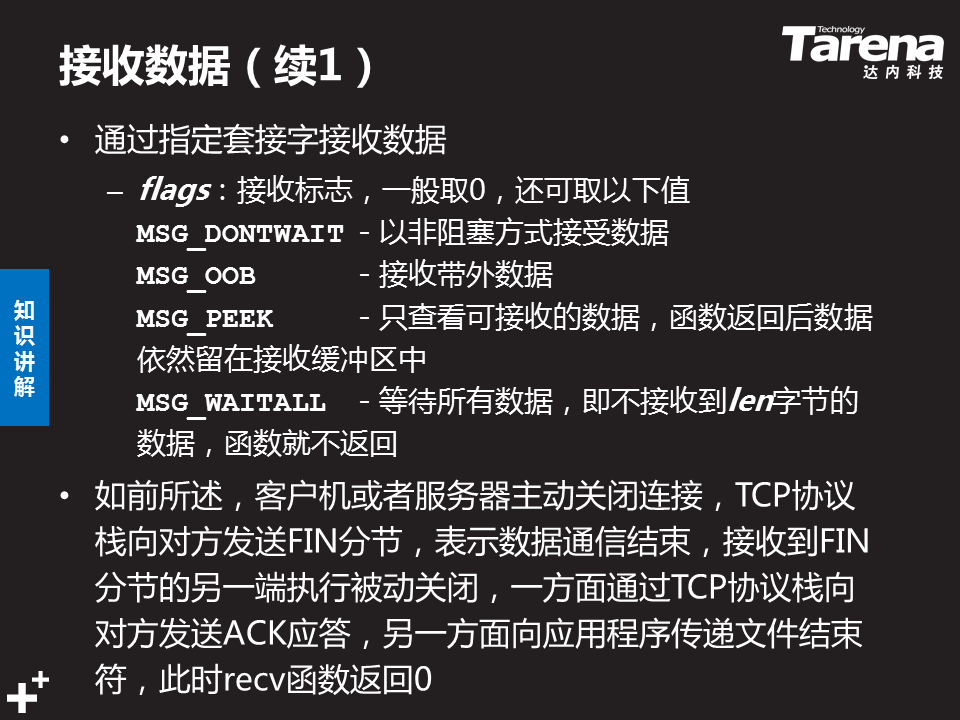 接收数据（续1）
Technology
Tarena
达内科技
• 通过指定套接字接收数据
– flags：接收标志，一般取0，还可取以下值
MSG_DONTWAIT - 以非阻塞方式接受数据
MSG_OOB - 接收带外数据
MSG_PEEK - 只查看可接收的数据，函数返回后数据
依然留在接收缓冲区中
MSG_WAITALL - 等待所有数据，即不接收到len字节的
数据，函数就不返回
知识讲解
• 如前所述，客户机或者服务器主动关闭连接，TCP协议
栈向对方发送FIN分节，表示数据通信结束，接收到FIN
分节的另一端执行被动关闭，一方面通过TCP协议栈向
对方发送ACK应答，另一方面向应用程序传递文件结束
符，此时recv函数返回0